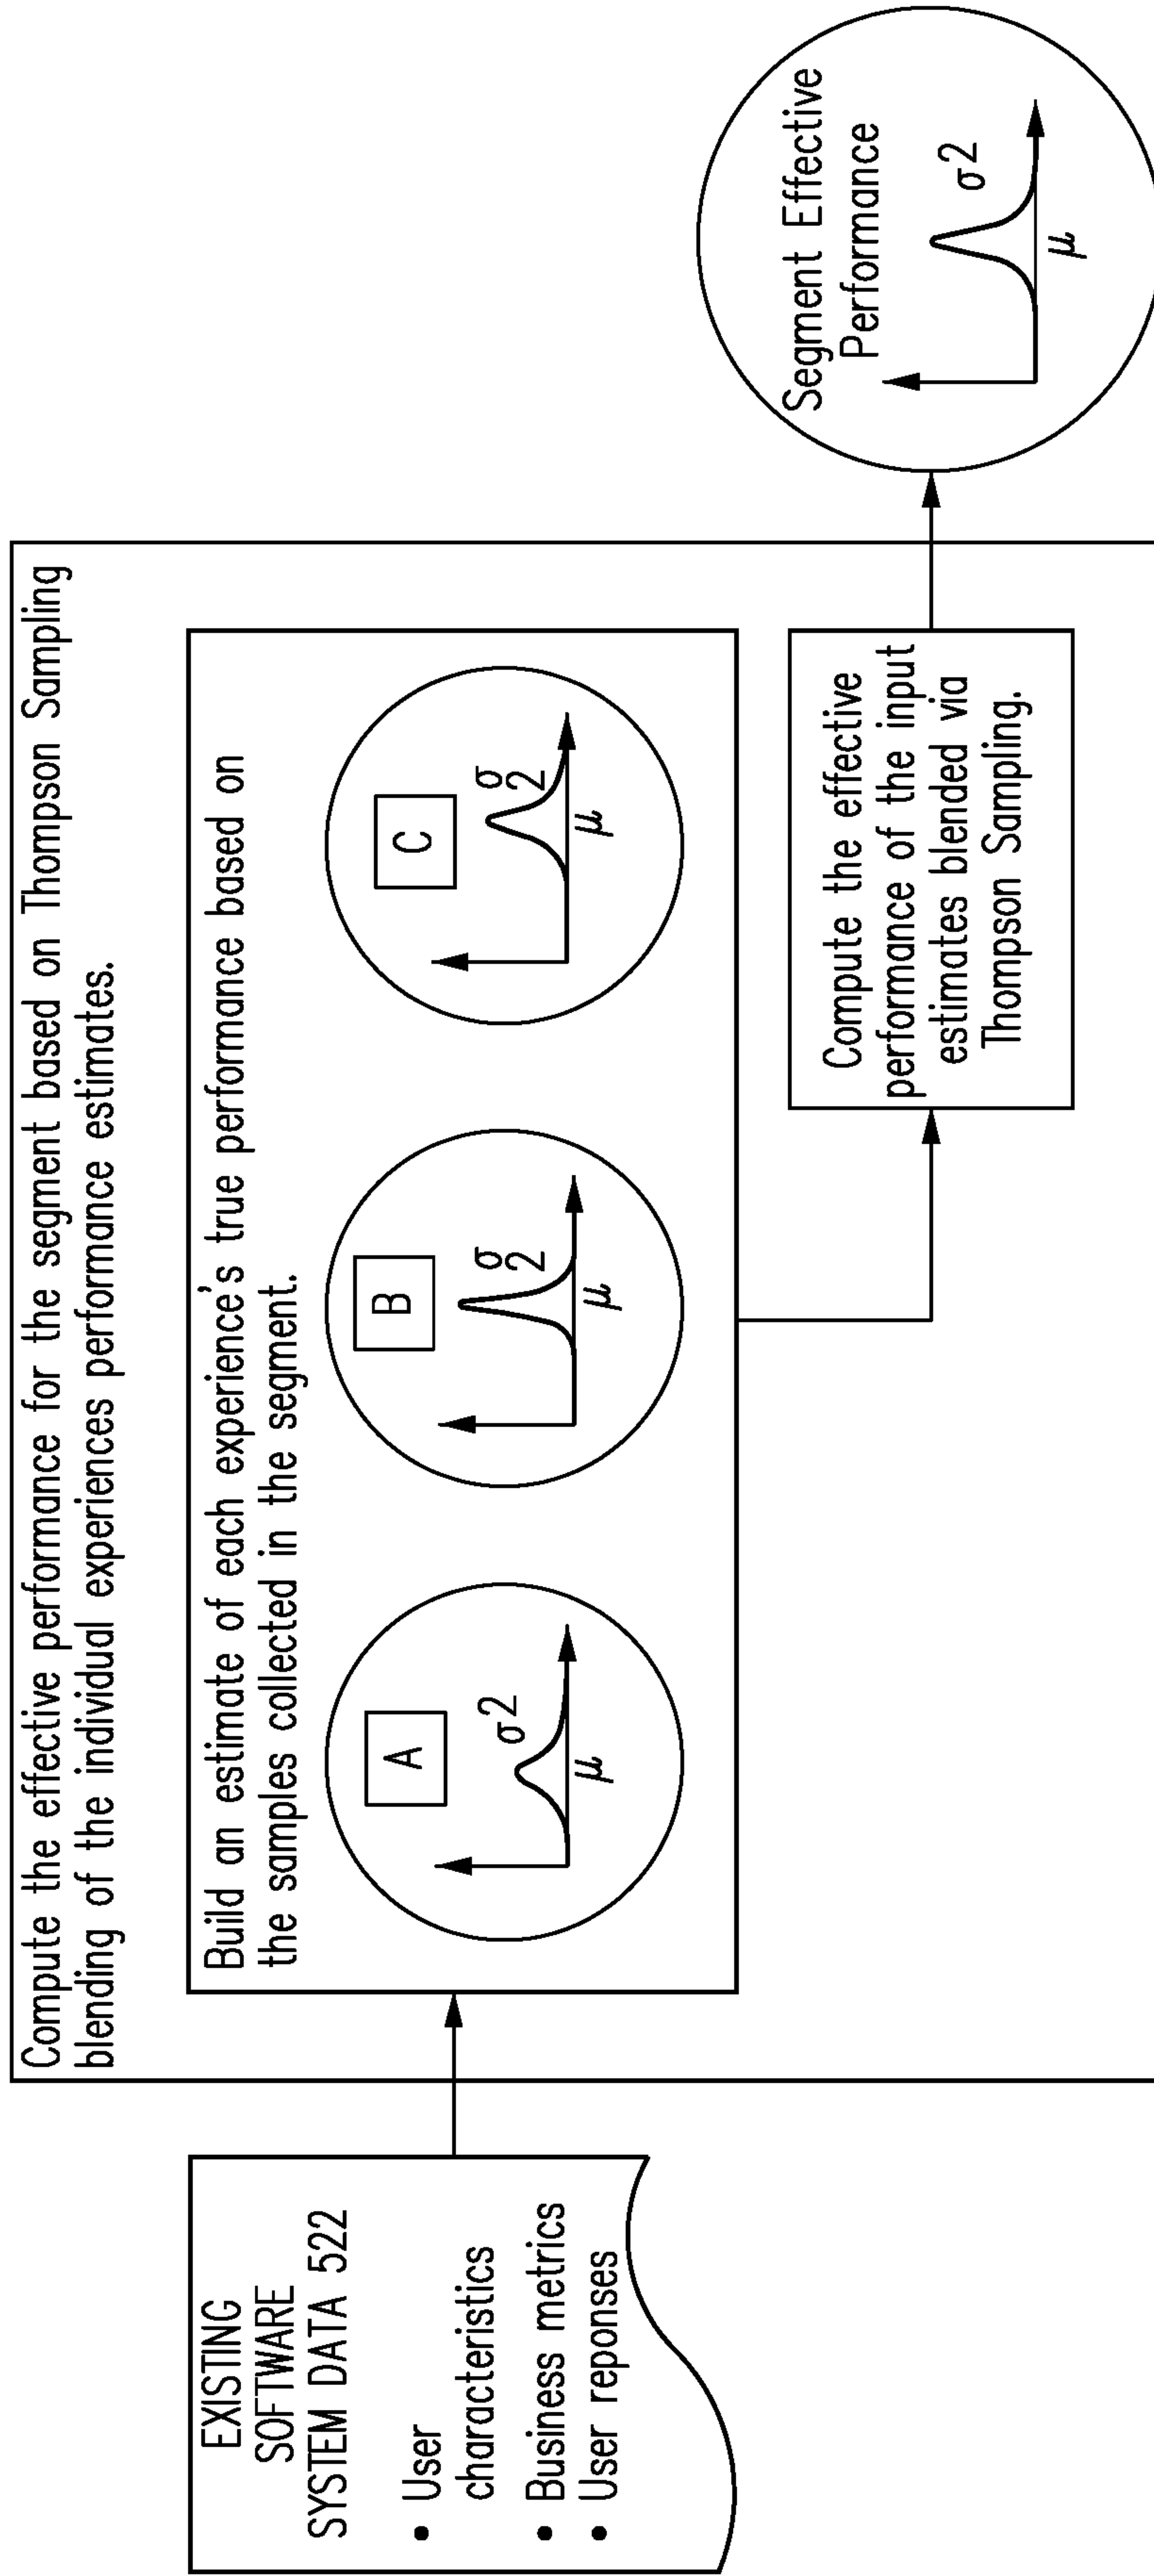 EXISTING
SOFTWARE
SYSTEM DATA 522
• User
characteristics
• Business metrics
• User reponses
Compute the effective performance for the segment based on Thompson Sampling
blending of the individual experiences performance estimates.
Build an estimate of each experience's true performance based on
the samples collected in the segment.
A
σ2
μ
B
σ
2
μ
C
σ
2
μ
Compute the effective
performance of the input
estimates blended via
Thompson Sampling.
Segment Effective
Performance
σ2
μ